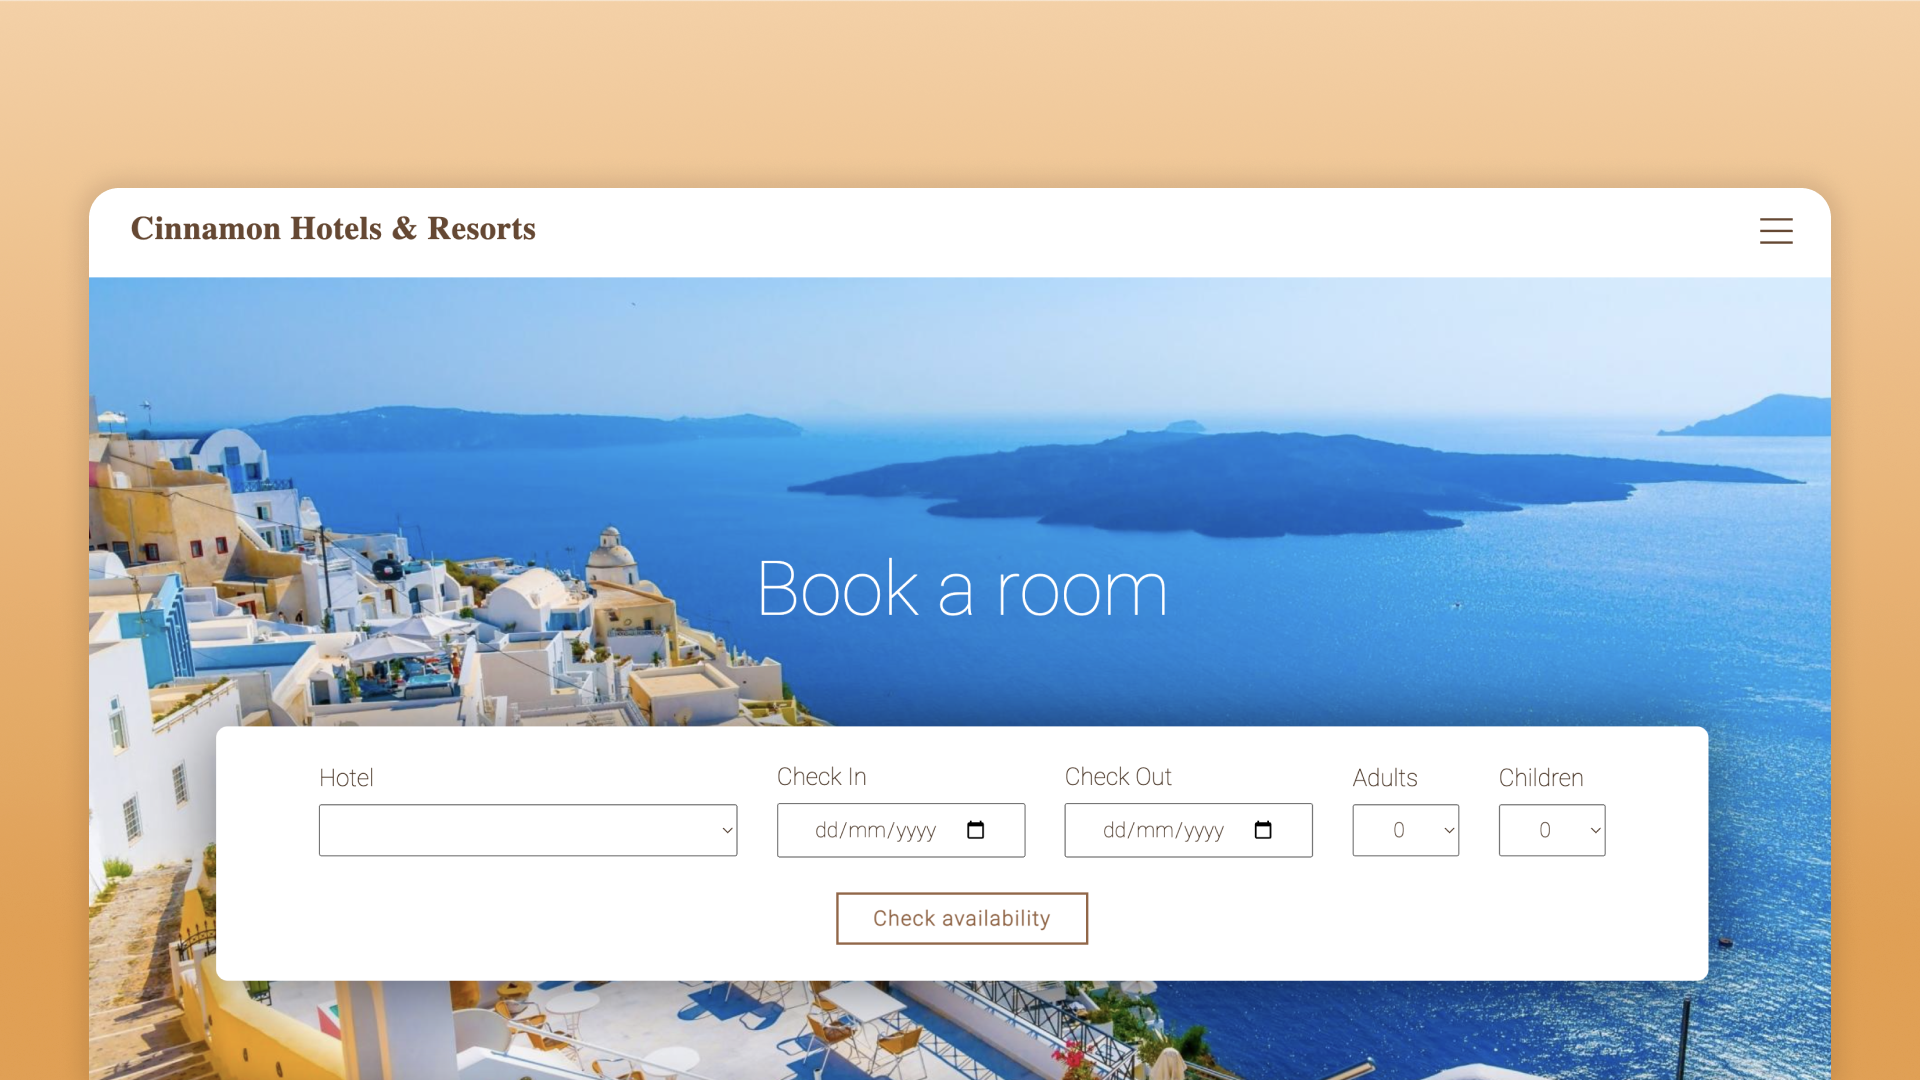 Cinnamon Hotels & Resorts
Book a room
Hotel
Check In
Check Out
Adults
Children
dd/mm/yyyy
dd/mm/yyyy
0
0
Check availability